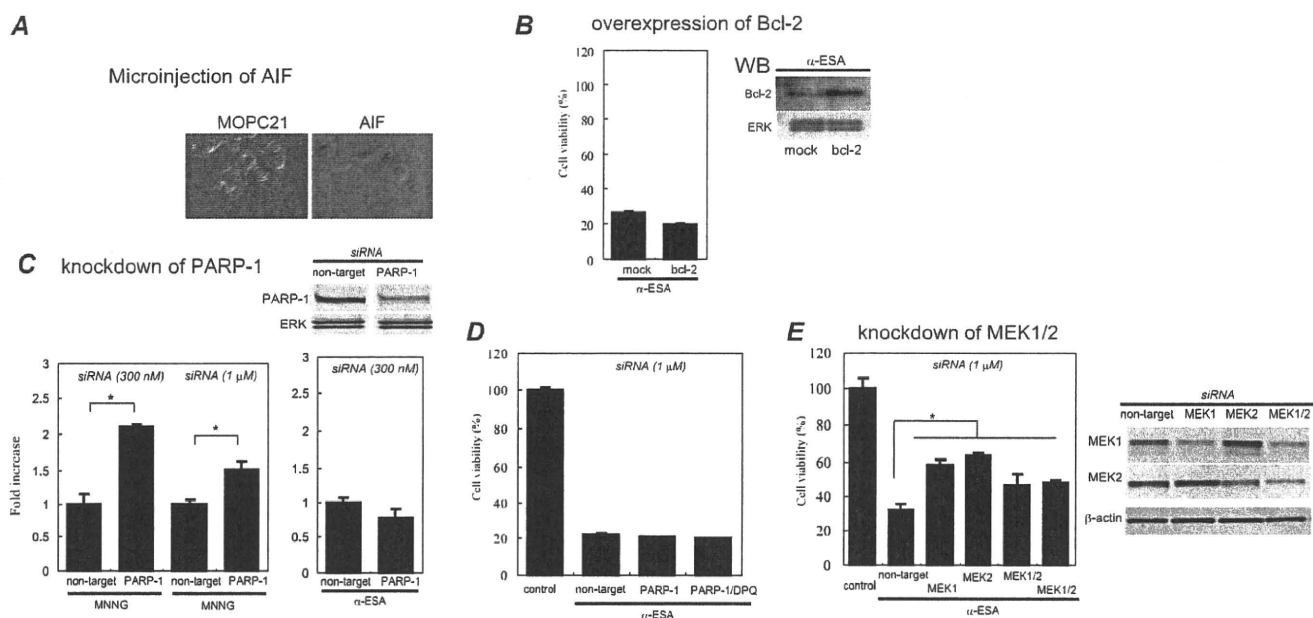 A
Microinjection of AIF
MOPC21 AIF
B overexpression of Bcl-2
120
100
80
60
40
20
0
Cell viability (%)
mock bcl-2
α-ESA
WB α-ESA
Bcl-2
ERK
mock bcl-2
C knockdown of PARP-1
siRNA
non-target PARP-1
PARP-1
ERK
3
2.5
2
1.5
1
0.5
0
Fold increase
siRNA (300 nM) siRNA (1 μM)
* *
non-target PARP-1 non-target PARP-1
MNNG MNNG
3
2.5
2
1.5
1
0.5
0
siRNA (300 nM)
non-target PARP-1
α-ESA
D
120
100
80
60
40
20
0
Cell viability (%)
siRNA (1 μM)
control non-target PARP-1 PARP-1/DPQ
α-ESA
E knockdown of MEK1/2
120
100
80
60
40
20
0
Cell viability (%)
siRNA (1 μM)
*
control non-target MEK1 MEK2 MEK1/2 MEK1/2
α-ESA
siRNA
non-target MEK1 MEK2 MEK1/2
MEK1
MEK2
β-actin